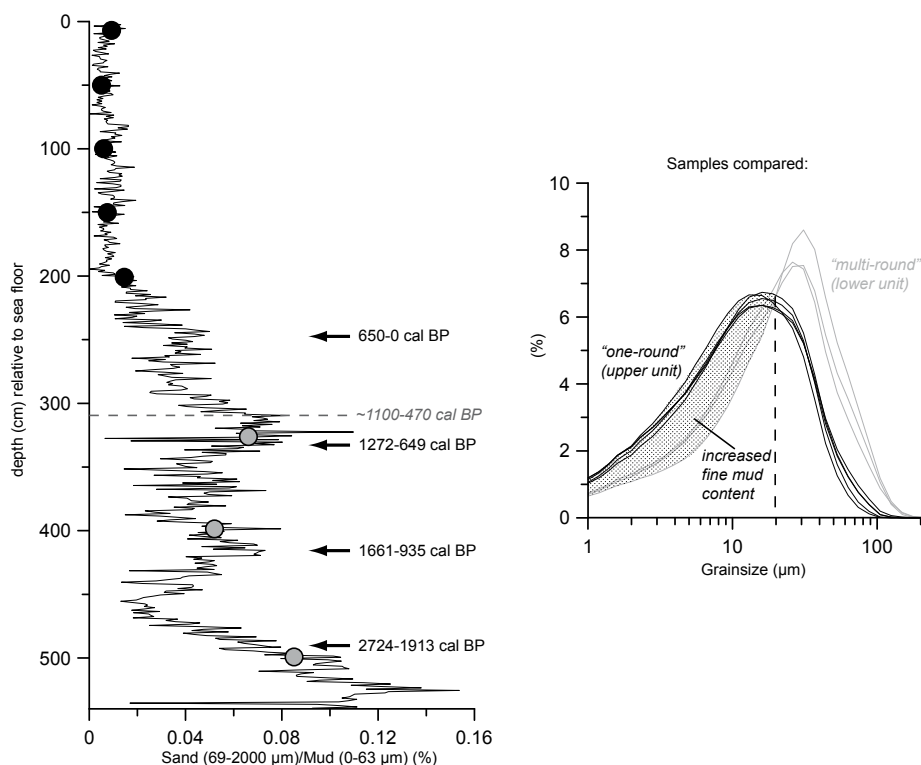 depth (cm) relative to sea floor
0
100
200
300
400
500
650-0 cal BP
~1100-470 cal BP
1272-649 cal BP
1661-935 cal BP
2724-1913 cal BP
0
0.04
0.08
0.12
0.16
Sand (69-2000 µm)/Mud (0-63 µm) (%)
Samples compared:
(%)
10
8
6
4
2
0
"multi-round"
(lower unit)
"one-round"
(upper unit)
increased
fine mud
content
1
10
100
Grainsize (µm)